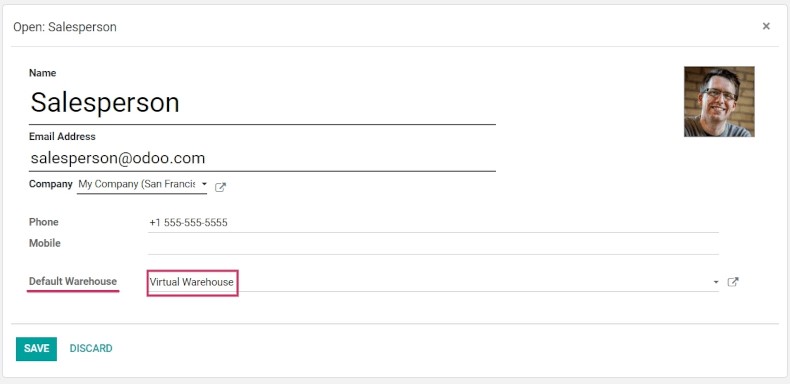 Open: Salesperson ×
Name
Salesperson
Email Address
salesperson@odoo.com
Company My Company (San Francis
Phone +1 555-555-5555
Mobile
Default Warehouse Virtual Warehouse
SAVE DISCARD